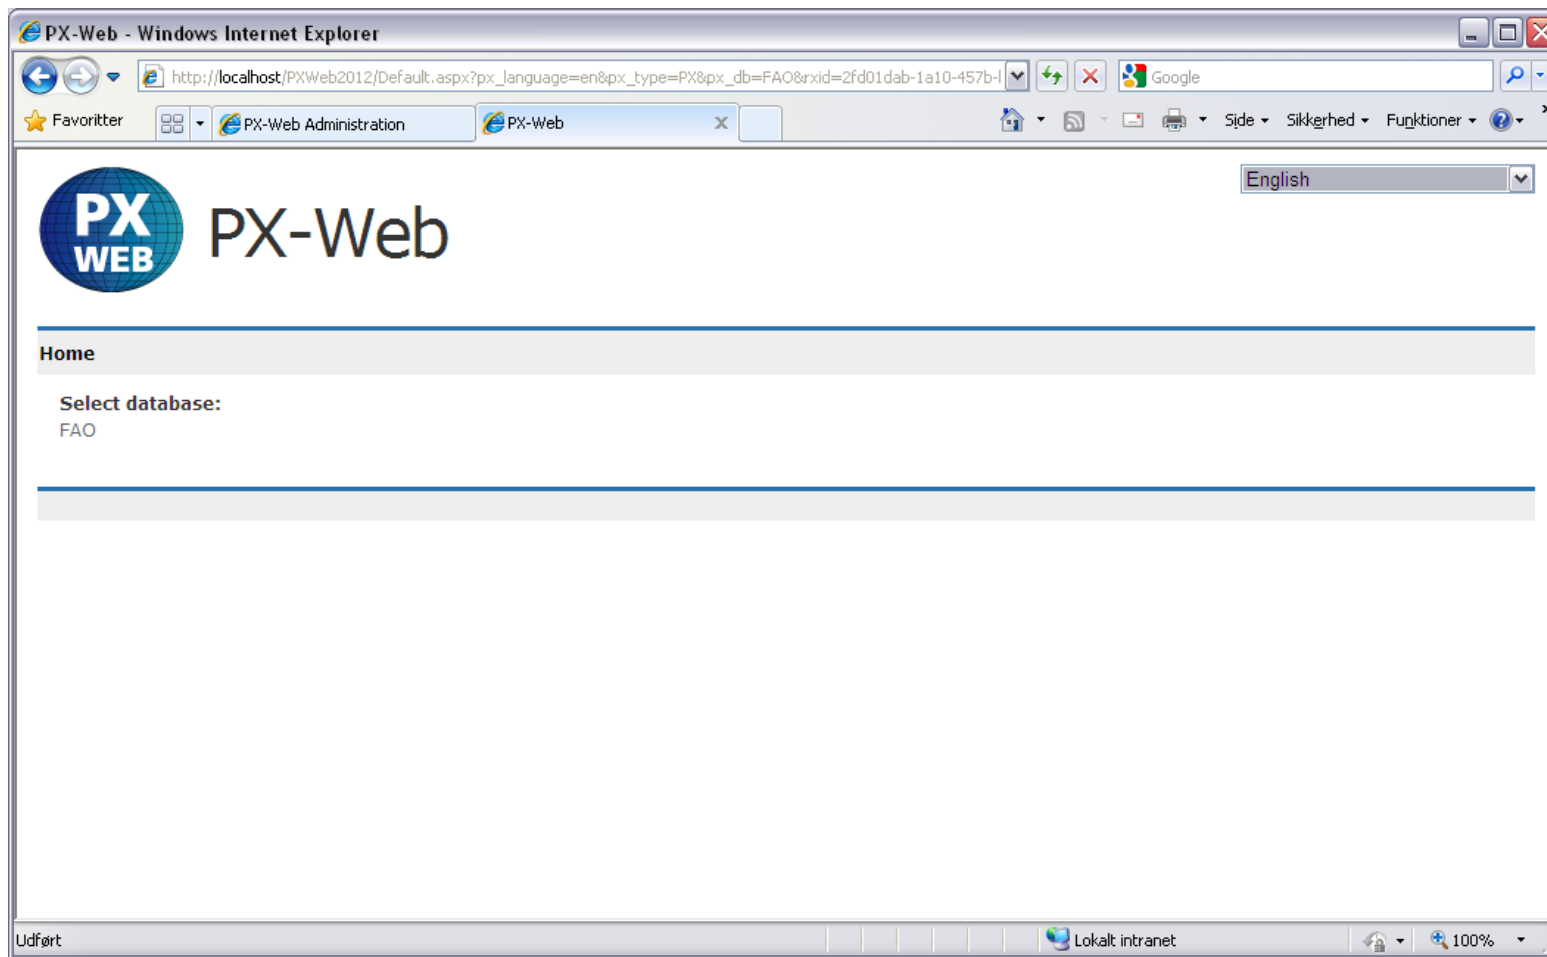 PX-Web - Windows Internet Explorer
http://localhost/PXWeb2012/Default.aspx?px_language=en&px_type=PX&px_db=FAO&rxid=2fd01dab-1a10-457b-
Google
Favoritter
PX-Web Administration
PX-Web
Side
Sikkerhed
Funktioner
English
PX
WEB
PX-Web
Home
Select database:
FAO
Udført
Lokalt intranet
100%